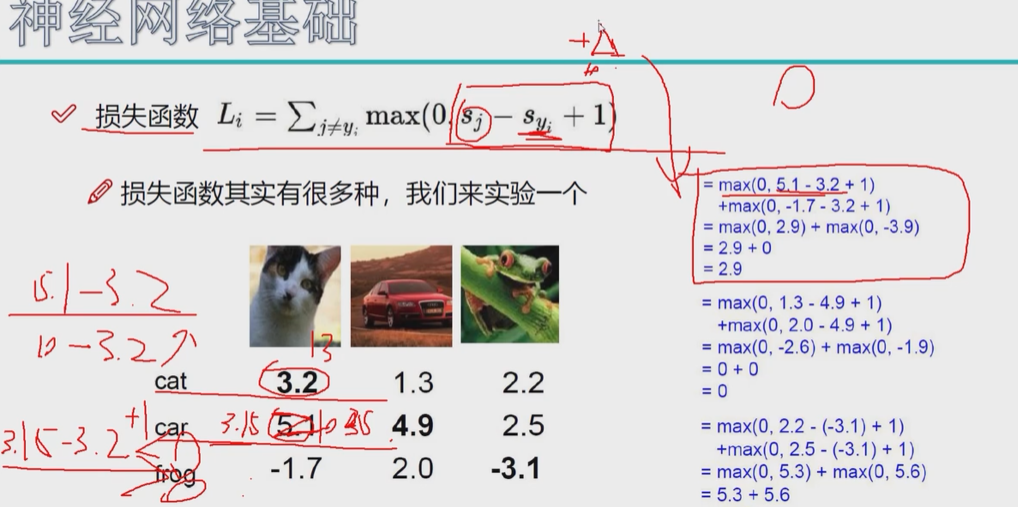 神经网络基础
+Δ
损失函数 L_i = ∑_{j≠y_i} max(0, s_j − s_{y_i} + 1)
损失函数其实有很多种，我们来实验一个
= max(0, 5.1 - 3.2 + 1)
+max(0, -1.7 - 3.2 + 1)
= max(0, 2.9) + max(0, -3.9)
= 2.9 + 0
= 2.9
= max(0, 1.3 - 4.9 + 1)
+max(0, 2.0 - 4.9 + 1)
= max(0, -2.6) + max(0, -1.9)
= 0 + 0
= 0
= max(0, 2.2 - (-3.1) + 1)
+max(0, 2.5 - (-3.1) + 1)
= max(0, 5.3) + max(0, 5.6)
= 5.3 + 5.6
5.1-3.2
10-3.2
cat 3.2 1.3 2.2
car 3.15 5.1 4.9 2.5
frog -1.7 2.0 -3.1
3.15-3.2+1